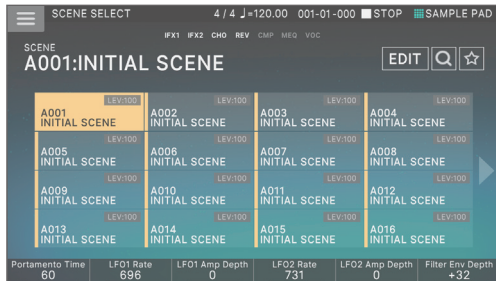 SCENE SELECT 4 / 4 ♩=120.00 001-01-000 STOP SAMPLE PAD
IFX1 IFX2 CHO REV CMP MEQ VOC
SCENE
A001:INITIAL SCENE
EDIT
LEV:100 LEV:100 LEV:100 LEV:100
A001 A002 A003 A004
INITIAL SCENE INITIAL SCENE INITIAL SCENE INITIAL SCENE
LEV:100 LEV:100 LEV:100 LEV:100
A005 A006 A007 A008
INITIAL SCENE INITIAL SCENE INITIAL SCENE INITIAL SCENE
LEV:100 LEV:100 LEV:100 LEV:100
A009 A010 A011 A012
INITIAL SCENE INITIAL SCENE INITIAL SCENE INITIAL SCENE
LEV:100 LEV:100 LEV:100 LEV:100
A013 A014 A015 A016
INITIAL SCENE INITIAL SCENE INITIAL SCENE INITIAL SCENE
Portamento Time LFO1 Rate LFO1 Amp Depth LFO2 Rate LFO2 Amp Depth Filter Env Depth
60 696 0 731 0 +32